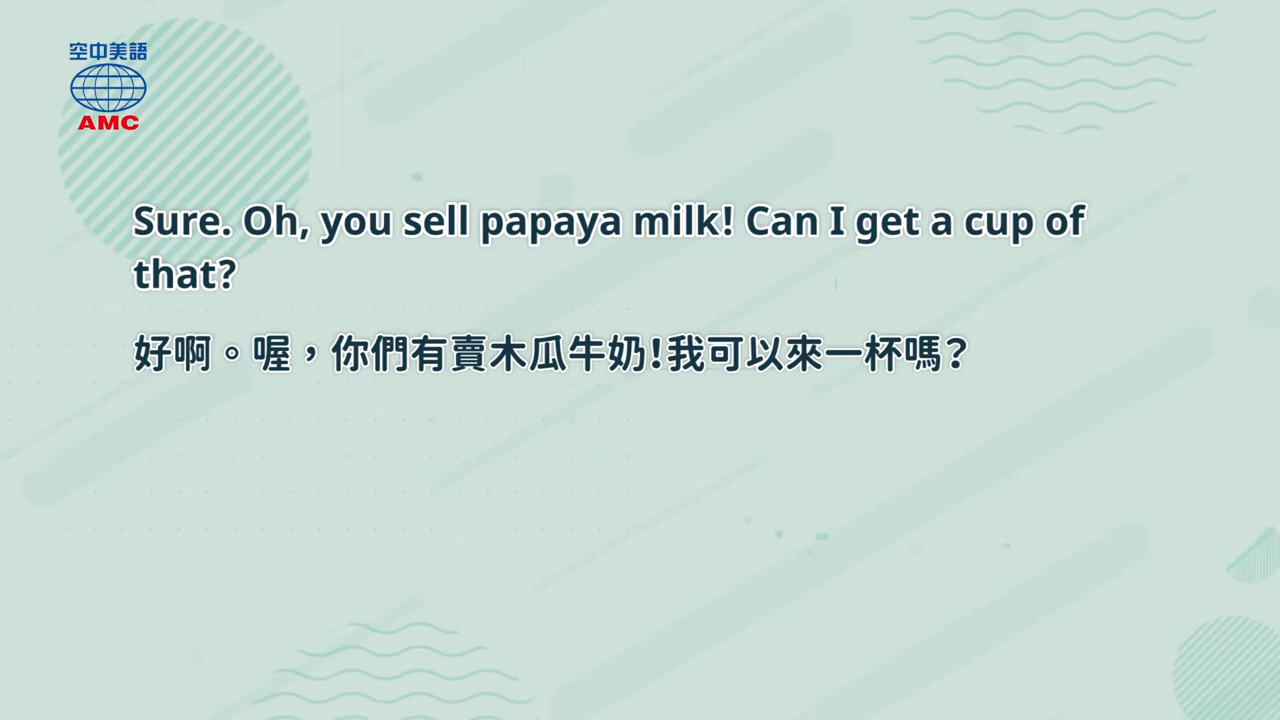 空中美語
AMC
Sure. Oh, you sell papaya milk! Can I get a cup of
that?
好啊。喔，你們有賣木瓜牛奶！我可以來一杯嗎？